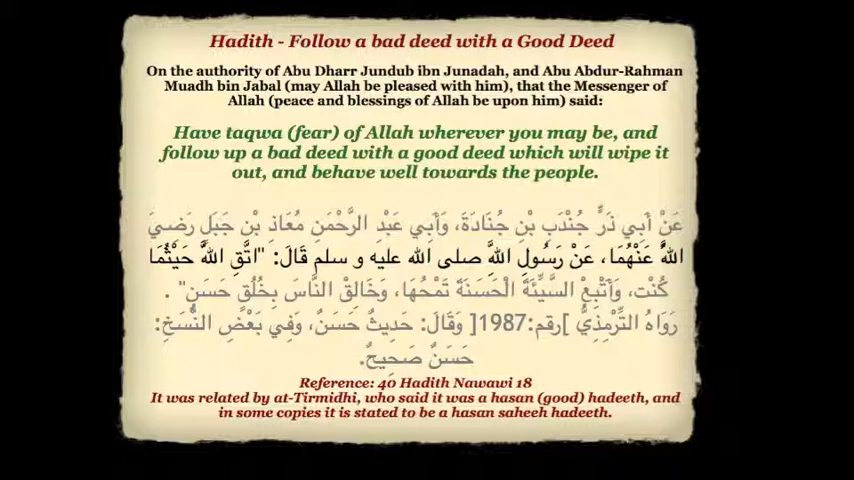 Hadith - Follow a bad deed with a Good Deed
On the authority of Abu Dharr Jundub ibn Junadah, and Abu Abdur-Rahman
Muadh bin Jabal (may Allah be pleased with him), that the Messenger of
Allah (peace and blessings of Allah be upon him) said:
Have taqwa (fear) of Allah wherever you may be, and
follow up a bad deed with a good deed which will wipe it
out, and behave well towards the people.
عَنْ أَبِي ذَرٍّ جُنْدَبِ بْنِ جُنَادَةَ، وَأَبِي عَبْدِ الرَّحْمَنِ مُعَاذِ بْنِ جَبَلٍ رَضِيَ
اللَّهُ عَنْهُمَا، عَنْ رَسُولِ اللَّهِ صلى الله عليه و سلم قَالَ: "اتَّقِ اللَّهَ حَيْثُمَا
كُنْت، وَأَتْبِعْ السَّيِّئَةَ الْحَسَنَةَ تَمْحُهَا، وَخَالِقْ النَّاسَ بِخُلُقٍ حَسَنٍ" .
رَوَاهُ التِّرْمِذِيُّ ]رقم:1987[ وَقَالَ: حَدِيثٌ حَسَنٌ، وَفِي بَعْضِ النُّسَخِ:
حَسَنٌ صَحِيحٌ.
Reference: 40 Hadith Nawawi 18
It was related by at-Tirmidhi, who said it was a hasan (good) hadeeth, and
in some copies it is stated to be a hasan saheeh hadeeth.